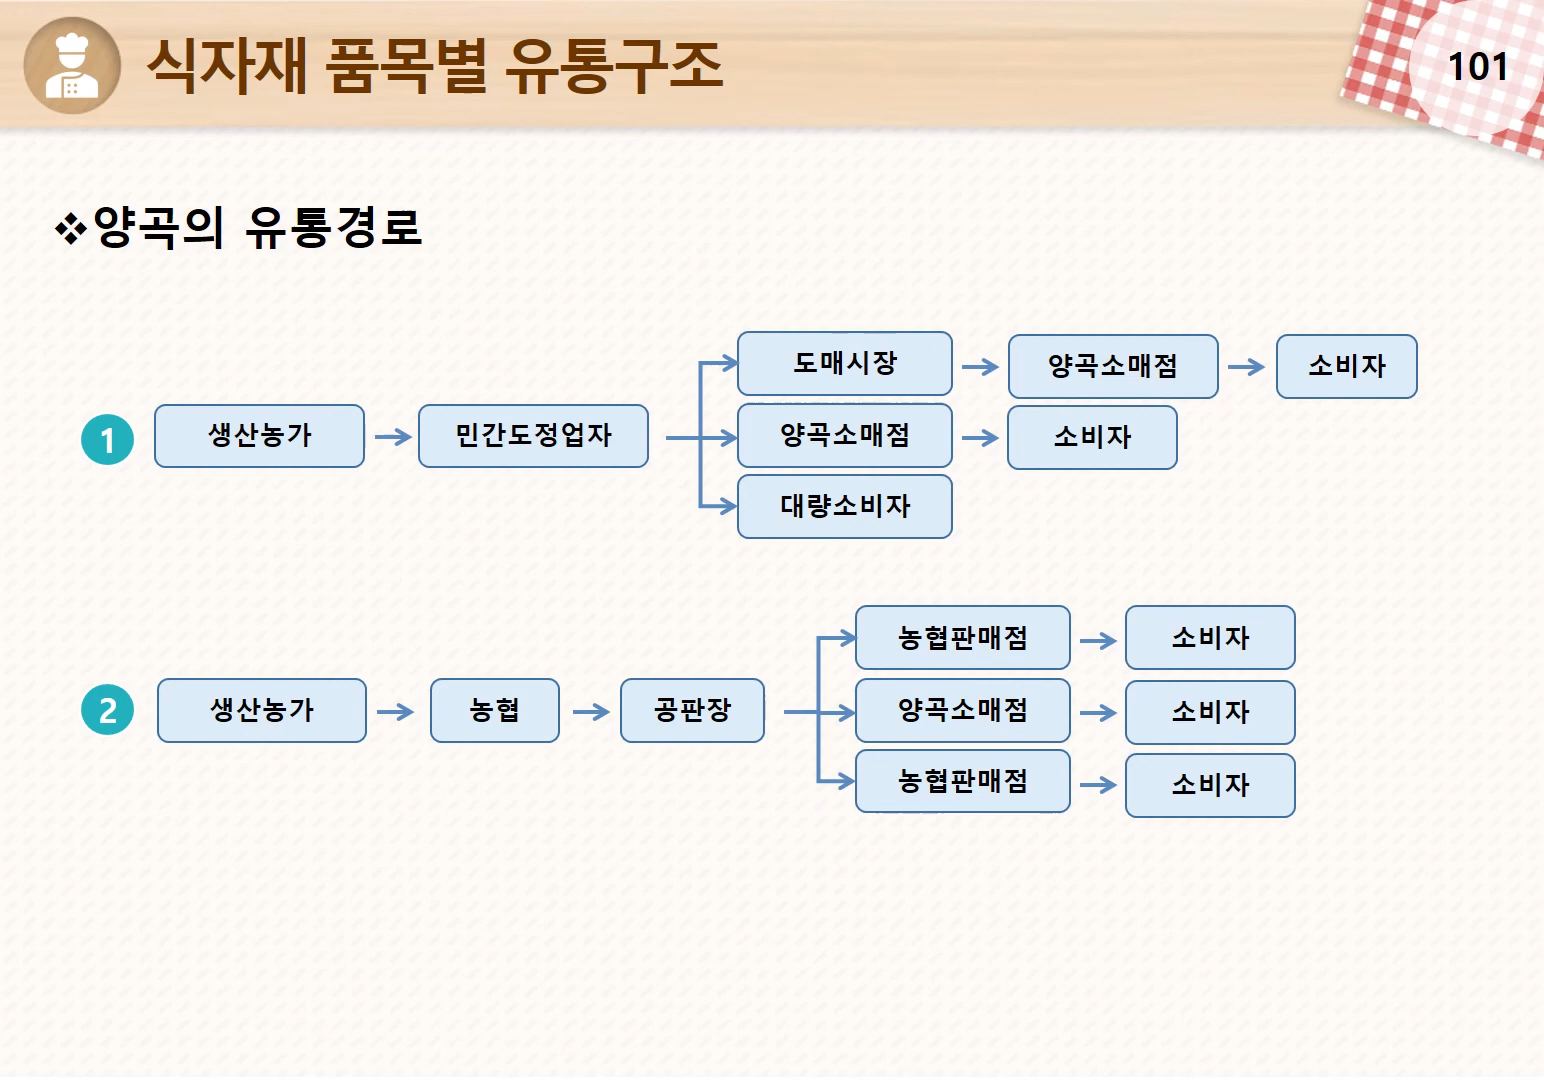 식자재 품목별 유통구조
101
❖양곡의 유통경로
도매시장 양곡소매점 소비자
1 생산농가 민간도정업자 양곡소매점 소비자
대량소비자
농협판매점 소비자
2 생산농가 농협 공판장 양곡소매점 소비자
농협판매점 소비자